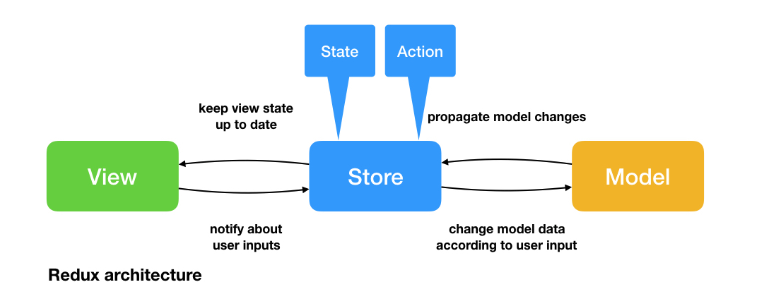 State
Action
keep view state
up to date
propagate model changes
View
Store
Model
notify about
user inputs
change model data
according to user input
Redux architecture